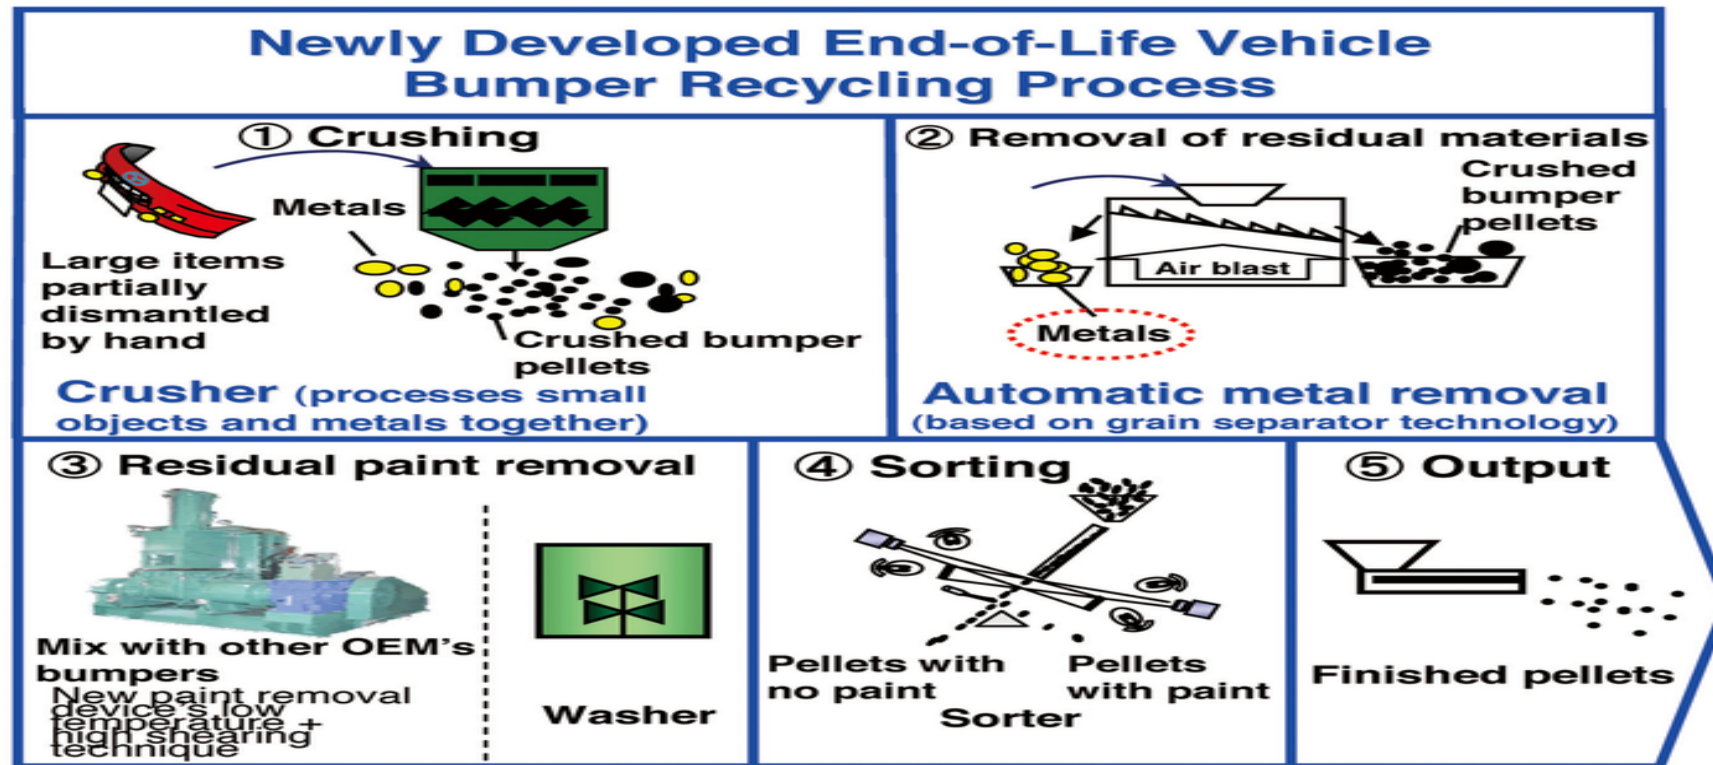 Newly Developed End-of-Life Vehicle
Bumper Recycling Process
① Crushing
Metals
Large items
partially
dismantled
by hand
Crushed bumper
pellets
Crusher (processes small
objects and metals together)
② Removal of residual materials
Crushed
bumper
pellets
Air blast
Metals
Automatic metal removal
(based on grain separator technology)
③ Residual paint removal
Mix with other OEM's
bumpers
New paint removal
device's low
temperature +
high shearing
technique
Washer
④ Sorting
Pellets with
no paint
Pellets
with paint
Sorter
⑤ Output
Finished pellets